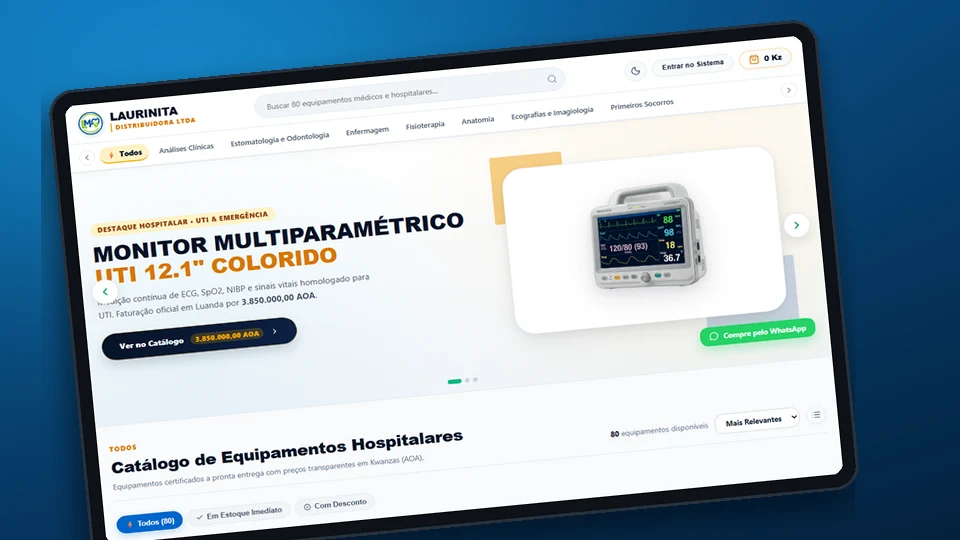 LAURINITA
DISTRIBUIDORA LTDA
Buscar 80 equipamentos médicos e hospitalares...
Entrar no Sistema
0 Kz
Todos
Análises Clínicas
Estomatologia e Odontologia
Enfermagem
Fisioterapia
Anatomia
Ecografias e Imagiologia
Primeiros Socorros
DESTAQUE HOSPITALAR • UTI & EMERGÊNCIA
MONITOR MULTIPARAMÉTRICO
UTI 12.1" COLORIDO
contínua de ECG, SpO2, NIBP e sinais vitais homologado para
UTI. Faturação oficial em Luanda por 3.850.000,00 AOA.
Ver no Catálogo
3.850.000,00 AOA
88
98
120/80 (93)
18
36.7
Compre pelo WhatsApp
TODOS
Catálogo de Equipamentos Hospitalares
Equipamentos certificados a pronta entrega com preços transparentes em Kwanzas (AOA).
80 equipamentos disponíveis
Mais Relevantes
Todos (80)
Em Estoque Imediato
Com Desconto